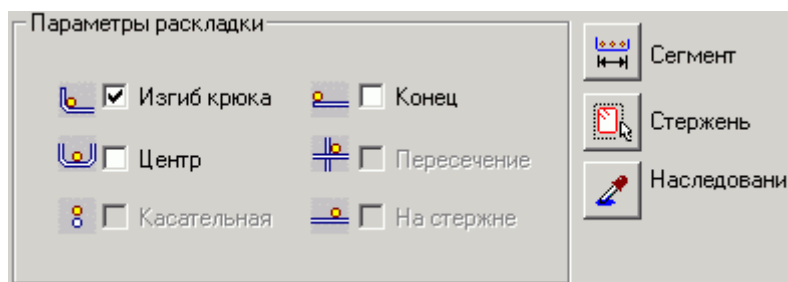 Параметры раскладки
Изгиб крюка
Конец
Центр
Пересечение
Касательная
На стержне
Сегмент
Стержень
Наследовани